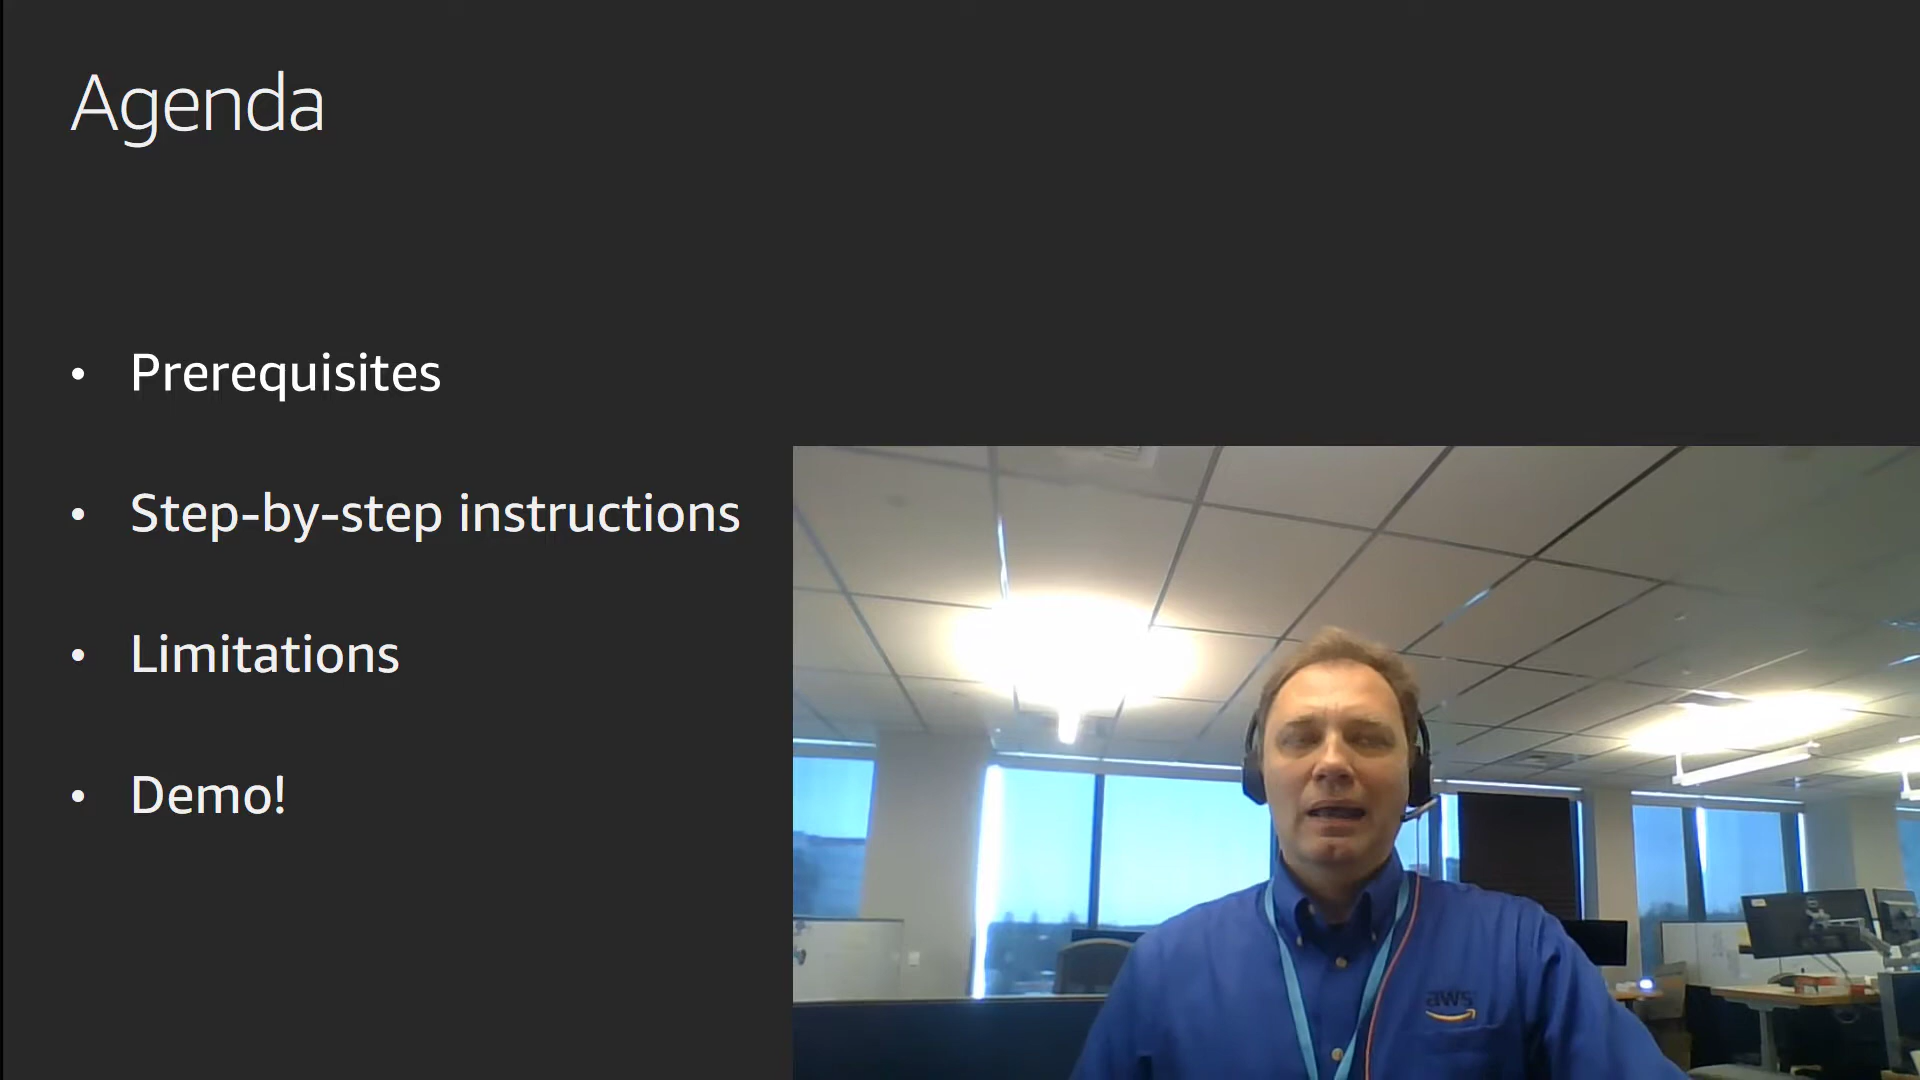 Agenda
• Prerequisites
• Step-by-step instructions
• Limitations
• Demo!
aws